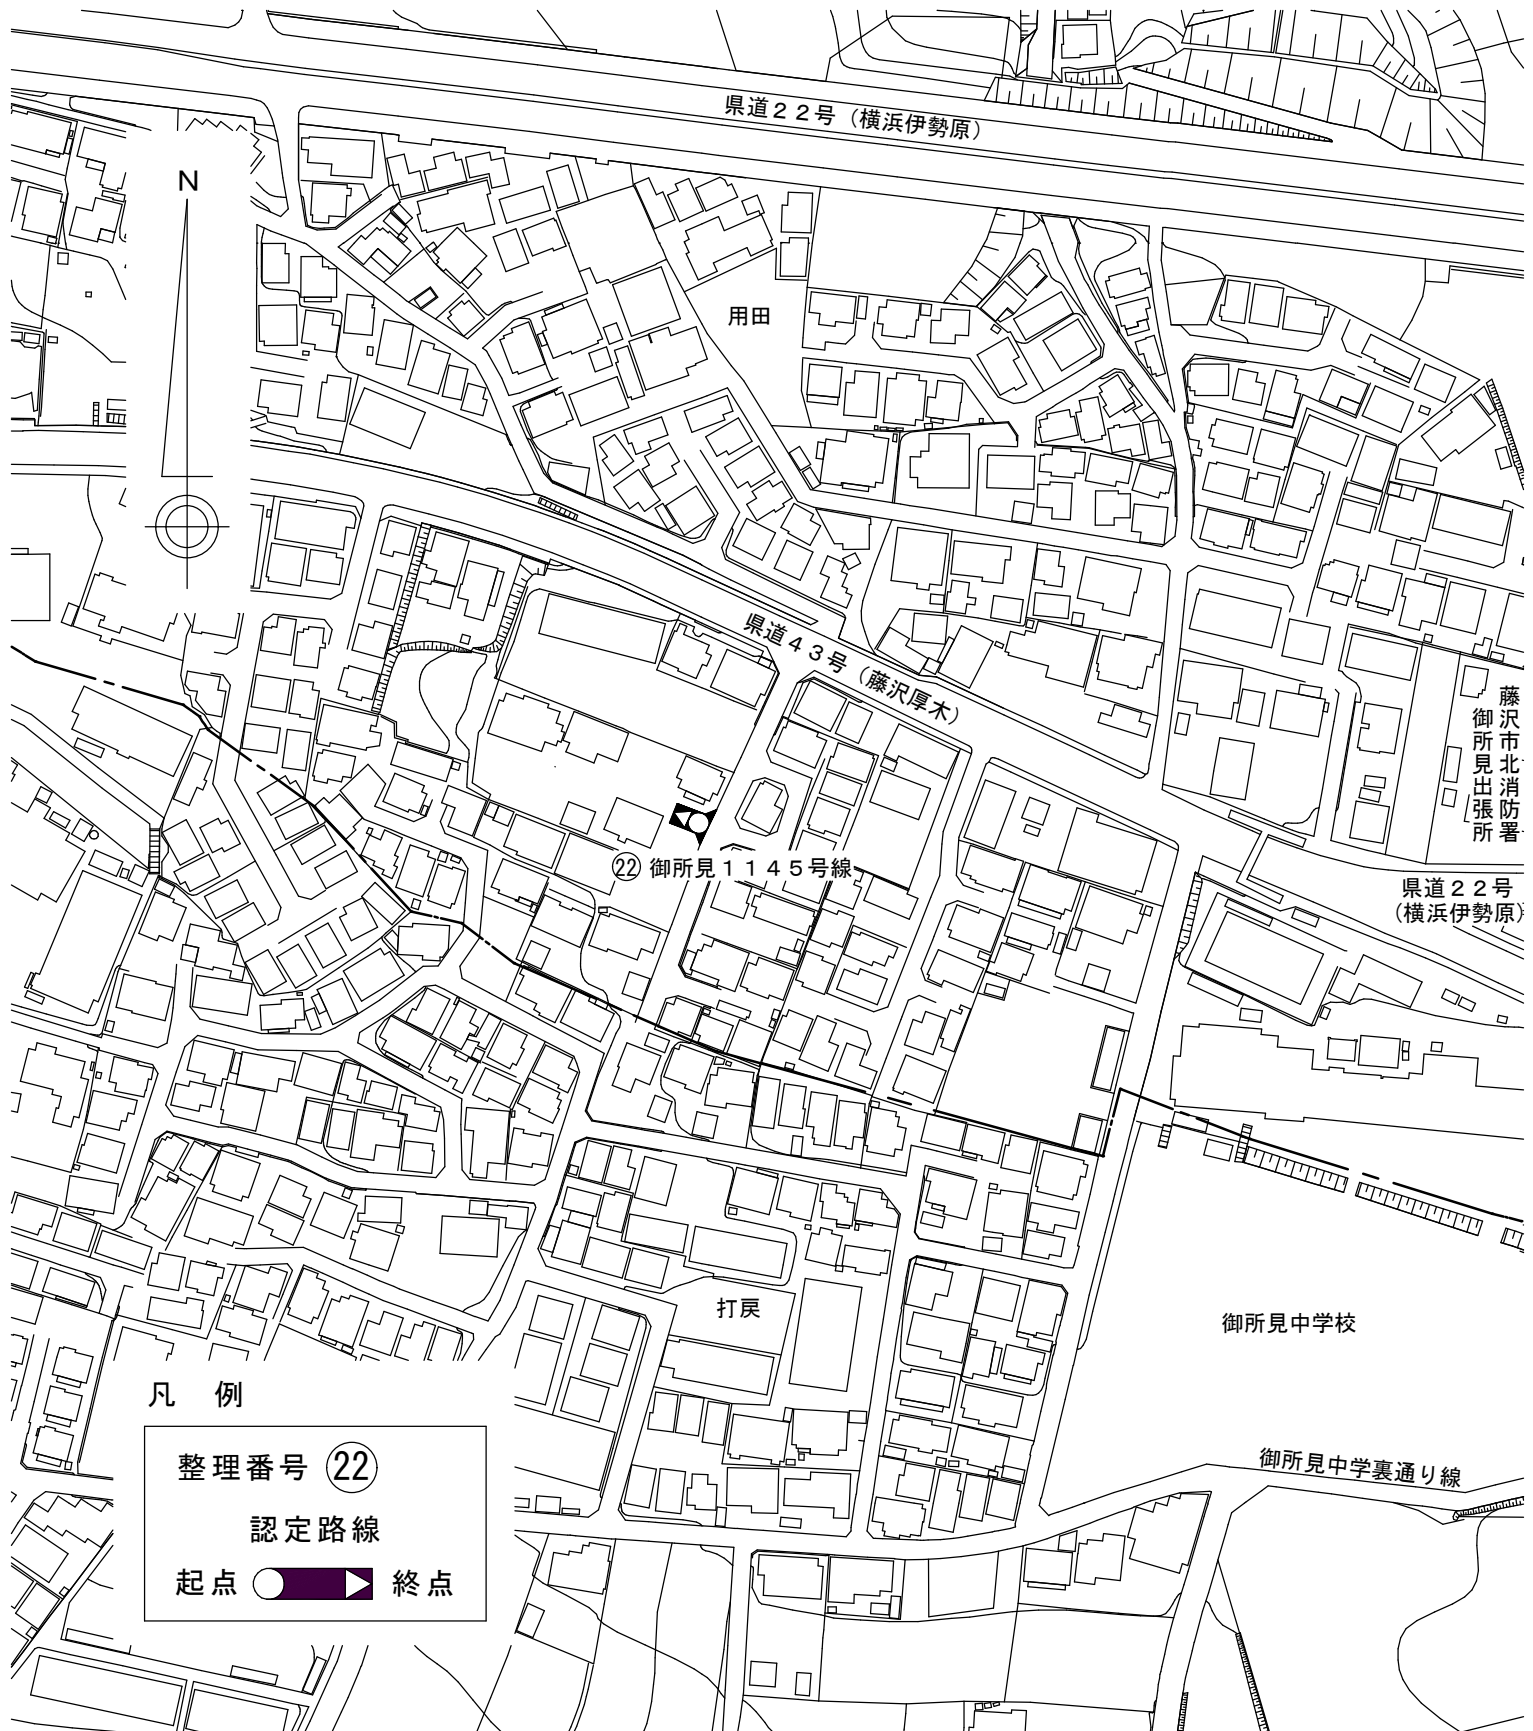 県道２２号（横浜伊勢原）
N
用田
県道４３号（藤沢厚木）
藤沢市北消防署
御所見出張所
㉒ 御所見１１４５号線
県道２２号
（横浜伊勢原）
打戻
御所見中学校
凡 例
整理番号 ㉒
認定路線
起点 終点
御所見中学裏通り線